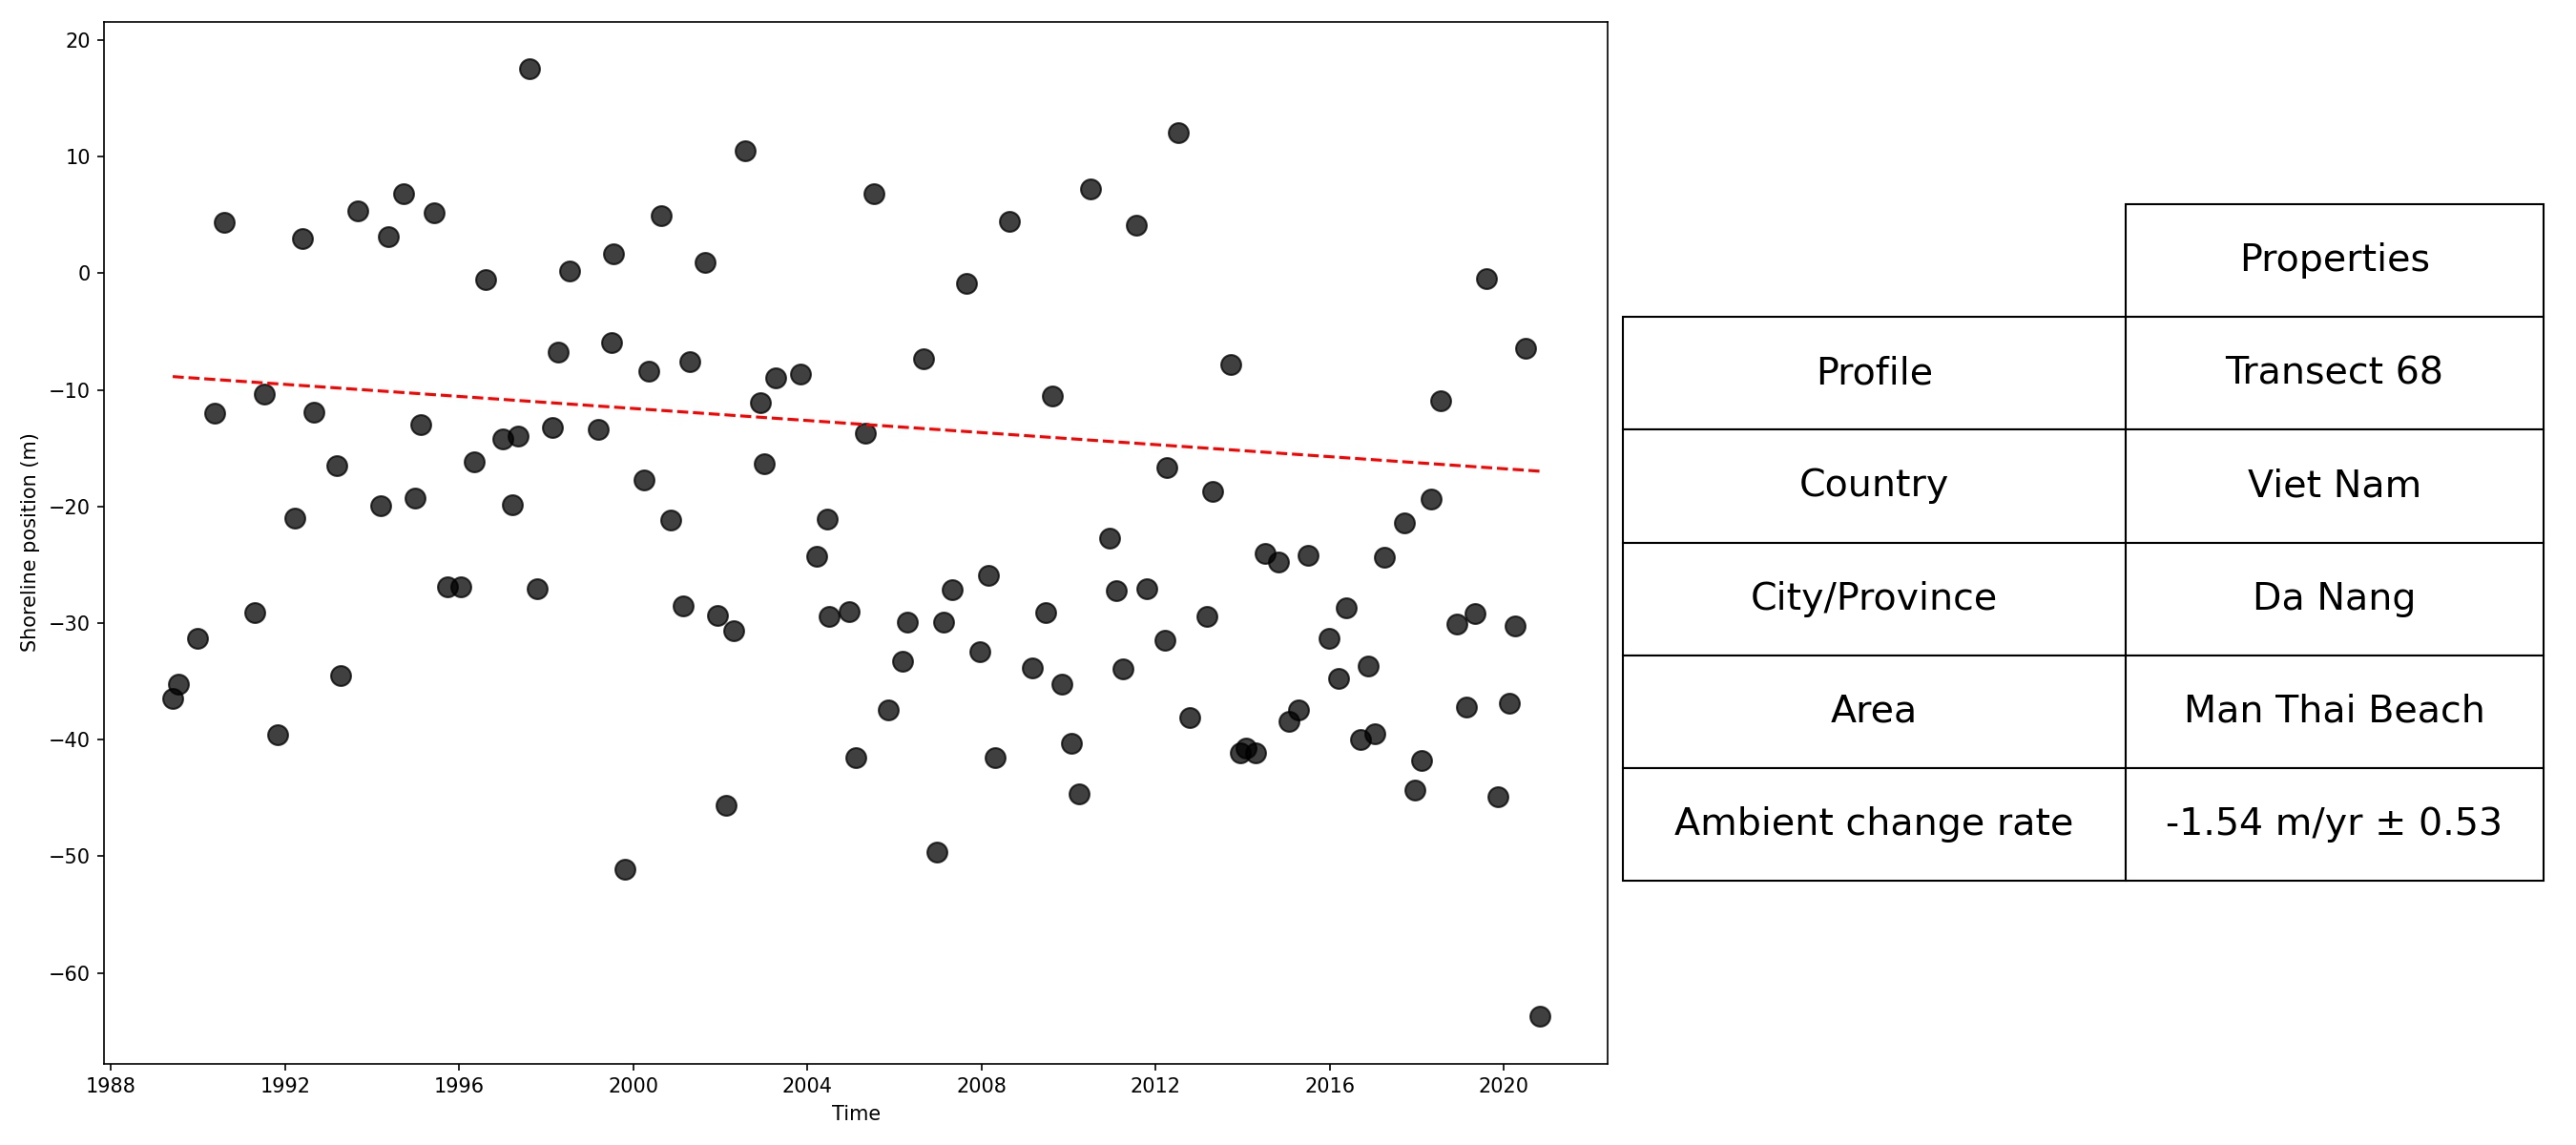 20
10
0
−10
−20
−30
−40
−50
−60
Shoreline position (m)
1988 1992 1996 2000 2004 2008 2012 2016 2020
Time
Properties
Profile Transect 68
Country Viet Nam
City/Province Da Nang
Area Man Thai Beach
Ambient change rate -1.54 m/yr ± 0.53